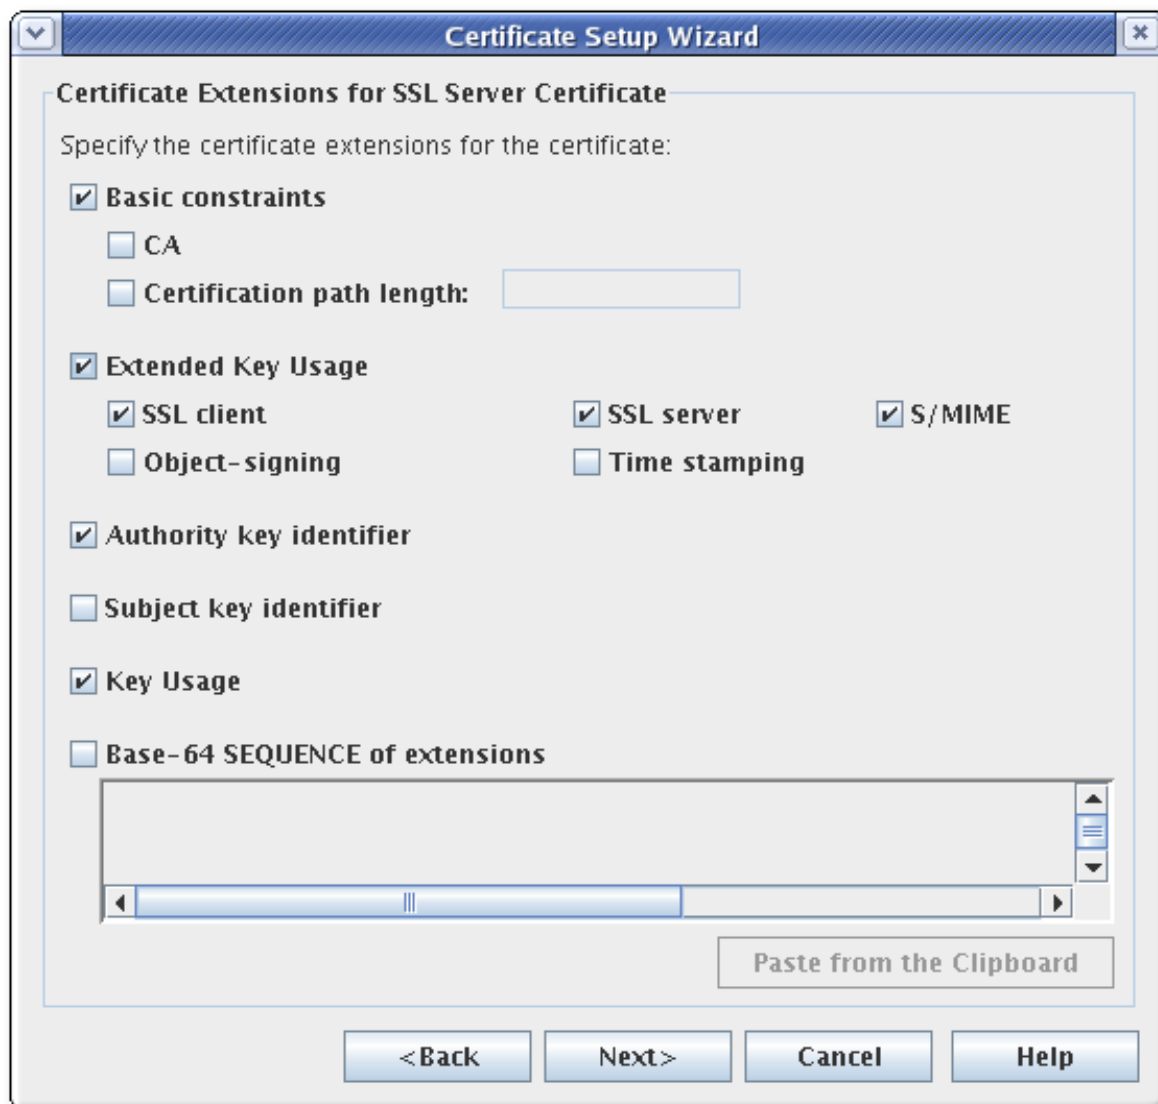 Certificate Setup Wizard
Certificate Extensions for SSL Server Certificate
Specify the certificate extensions for the certificate:
Basic constraints
CA
Certification path length:
Extended Key Usage
SSL client SSL server S/MIME
Object-signing Time stamping
Authority key identifier
Subject key identifier
Key Usage
Base-64 SEQUENCE of extensions
Paste from the Clipboard
<Back Next> Cancel Help